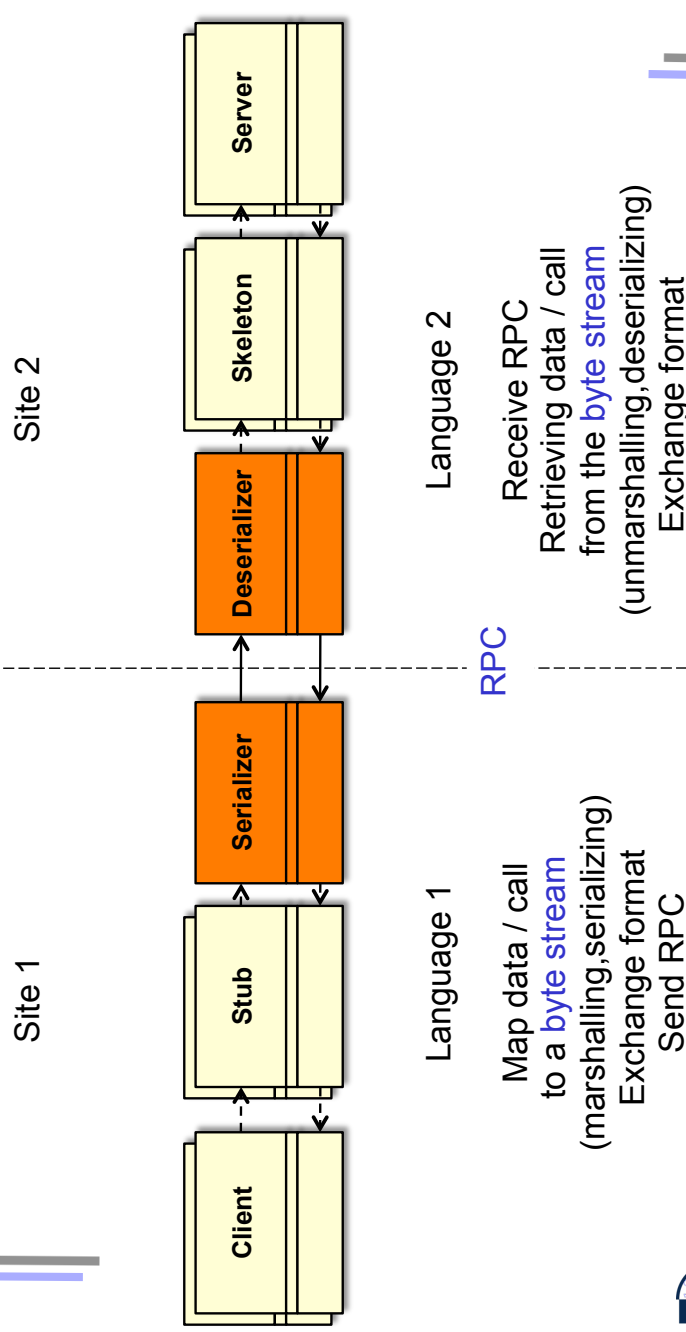 Site 1
Site 2
Client
Stub
Serializer
Deserializer
Skeleton
Server
RPC
Language 1
Language 2
Map data / call
to a byte stream
(marshalling,serializing)
Exchange format
Send RPC
Receive RPC
Retrieving data / call
from the byte stream
(unmarshalling,deserializing)
Exchange format